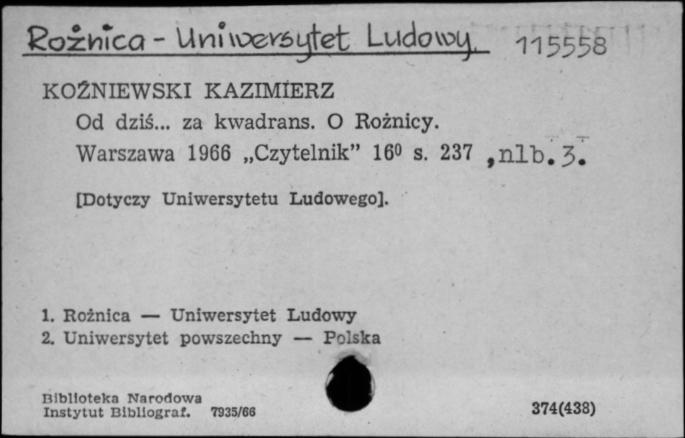 Rożnica - Uniwersytet Ludowy 115558
KOŹNIEWSKI KAZIMIERZ
Od dziś... za kwadrans. O Rożnicy.
Warszawa 1966 „Czytelnik” 16⁰ s. 237 , nlb. 3.
[Dotyczy Uniwersytetu Ludowego].
1. Rożnica — Uniwersytet Ludowy
2. Uniwersytet powszechny — Polska
Biblioteka Narodowa
Instytut Bibliograf. 7935/66
374(438)